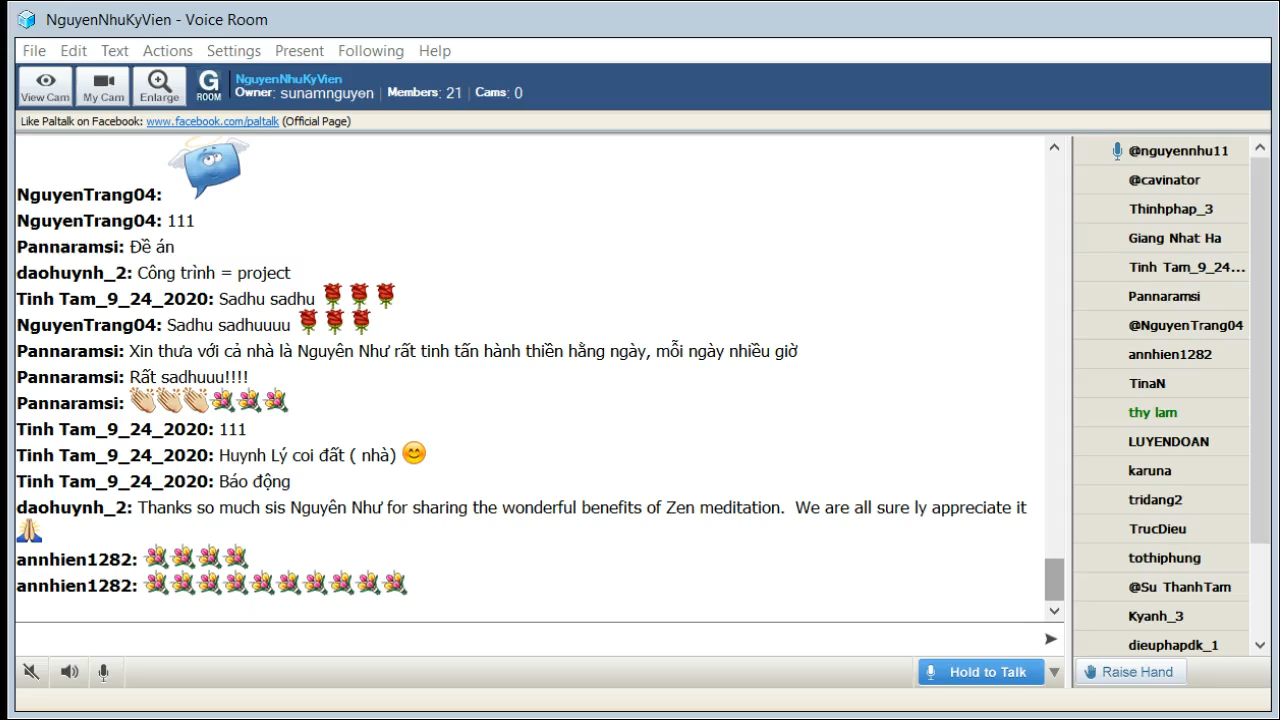 NguyenNhuKyVien - Voice Room
File Edit Text Actions Settings Present Following Help
View Cam My Cam Enlarge G ROOM NguyenNhuKyVien
Owner: sunamnguyen | Members: 21 | Cams: 0
Like Paltalk on Facebook: www.facebook.com/paltalk (Official Page)
NguyenTrang04:
NguyenTrang04: 111
Pannaramsi: Đề án
daohuynh_2: Công trình = project
Tinh Tam_9_24_2020: Sadhu sadhu
NguyenTrang04: Sadhu sadhuuuu
Pannaramsi: Xin thưa với cả nhà là Nguyên Như rất tinh tấn hành thiền hằng ngày, mỗi ngày nhiều giờ
Pannaramsi: Rất sadhuuu!!!!
Pannaramsi:
Tinh Tam_9_24_2020: 111
Tinh Tam_9_24_2020: Huynh Lý coi đất ( nhà)
Tinh Tam_9_24_2020: Báo động
daohuynh_2: Thanks so much sis Nguyên Như for sharing the wonderful benefits of Zen meditation. We are all sure ly appreciate it
annhien1282:
annhien1282:
@nguyennhu11
@cavinator
Thinhphap_3
Giang Nhat Ha
Tinh Tam_9_24...
Pannaramsi
@NguyenTrang04
annhien1282
TinaN
thy lam
LUYENDOAN
karuna
tridang2
TrucDieu
tothiphung
@Su ThanhTam
Kyanh_3
dieuphapdk_1
Hold to Talk
Raise Hand